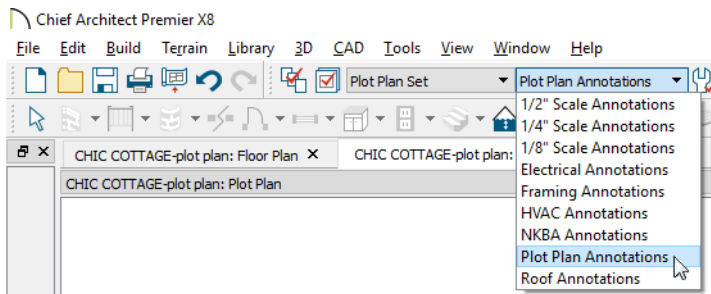 Chief Architect Premier X8
File Edit Build Terrain Library 3D CAD Tools View Window Help
Plot Plan Set Plot Plan Annotations
1/2" Scale Annotations
1/4" Scale Annotations
1/8" Scale Annotations
Electrical Annotations
Framing Annotations
HVAC Annotations
NKBA Annotations
Plot Plan Annotations
Roof Annotations
CHIC COTTAGE-plot plan: Floor Plan CHIC COTTAGE-plot plan:
CHIC COTTAGE-plot plan: Plot Plan